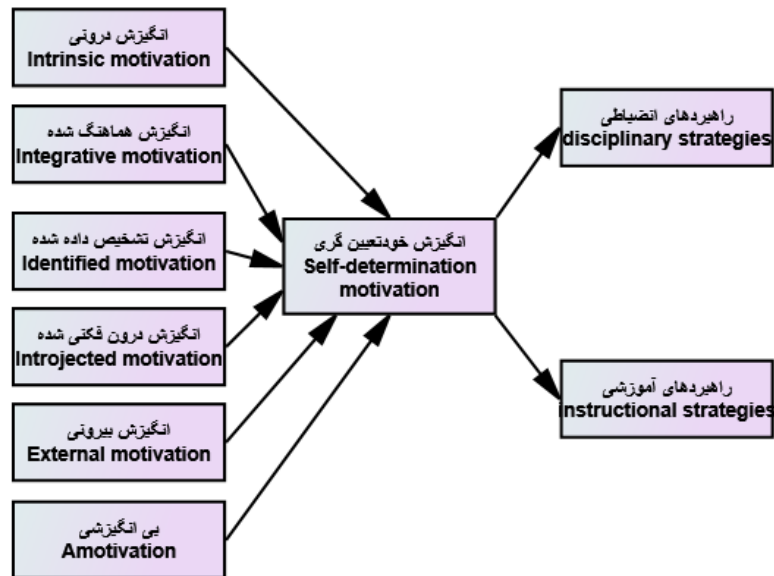 انگیزش درونی
Intrinsic motivation
انگیزش هماهنگ شده
Integrative motivation
انگیزش تشخیص داده شده
Identified motivation
انگیزش درون فکنی شده
Introjected motivation
انگیزش بیرونی
External motivation
بی انگیزشی
Amotivation
انگیزش خودتعیین گری
Self-determination
motivation
راهبردهای انضباطی
disciplinary strategies
راهبردهای آموزشی
instructional strategies